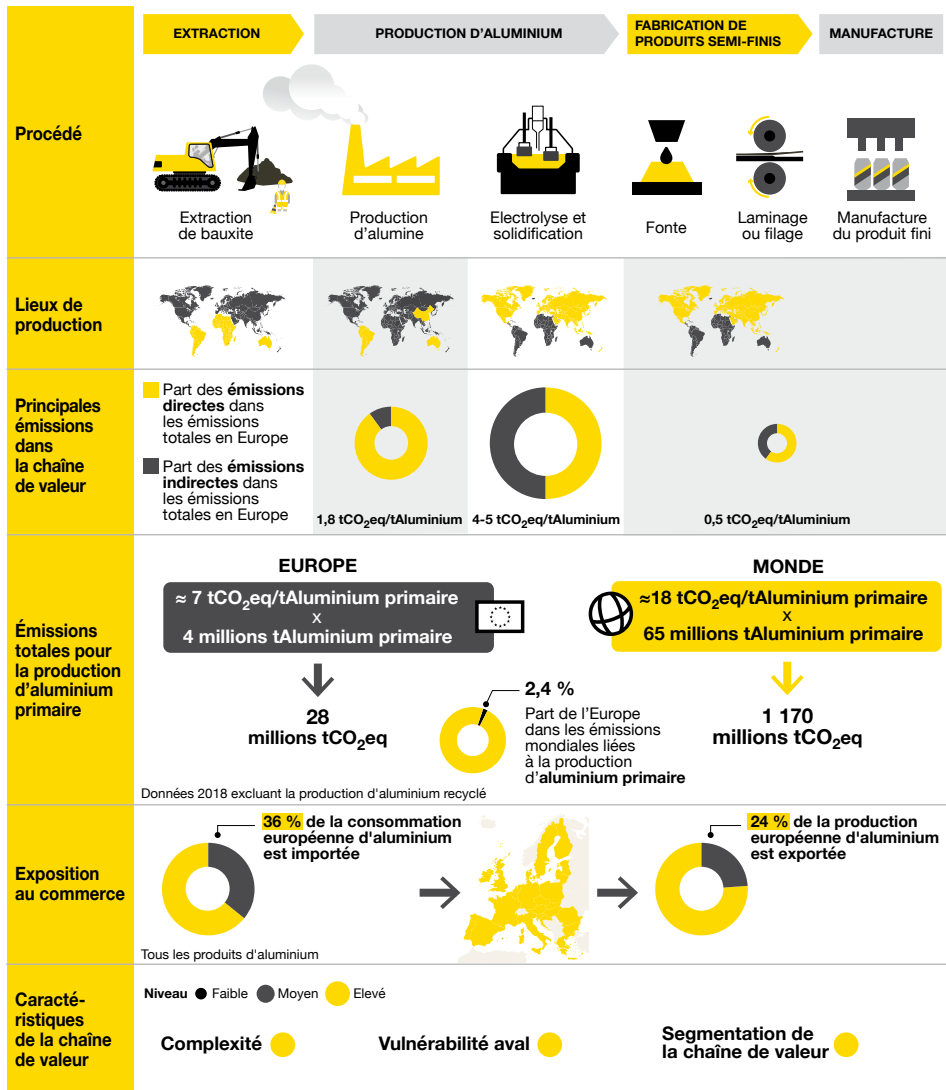 EXTRACTION
PRODUCTION D'ALUMINIUM
FABRICATION DE
PRODUITS SEMI-FINIS
MANUFACTURE
Procédé
Extraction
de bauxite
Production
d'alumine
Electrolyse et
solidification
Fonte
Laminage
ou filage
Manufacture
du produit fini
Lieux de
production
Principales
émissions
dans
la chaîne
de valeur
Part des émissions
directes dans
les émissions
totales en Europe
Part des émissions
indirectes dans
les émissions
totales en Europe
1,8 tCO2eq/tAluminium
4-5 tCO2eq/tAluminium
0,5 tCO2eq/tAluminium
Émissions
totales pour
la production
d'aluminium
primaire
EUROPE
≈ 7 tCO2eq/tAluminium primaire
x
4 millions tAluminium primaire
28
millions tCO2eq
2,4 %
Part de l'Europe
dans les émissions
mondiales liées
à la production
d'aluminium primaire
MONDE
≈18 tCO2eq/tAluminium primaire
x
65 millions tAluminium primaire
1 170
millions tCO2eq
Données 2018 excluant la production d'aluminium recyclé
Exposition
au commerce
36 % de la consommation
européenne d'aluminium
est importée
24 % de la production
européenne d'aluminium
est exportée
Tous les produits d'aluminium
Caracté-
ristiques
de la chaîne
de valeur
Niveau Faible Moyen Elevé
Complexité
Vulnérabilité aval
Segmentation de
la chaîne de valeur